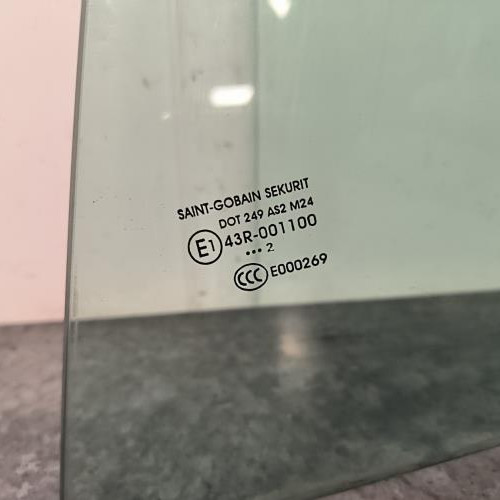 SAINT-GOBAIN SEKURIT
DOT 249 AS2 M24
E1 43R-001100
••• 2
CCC E000269